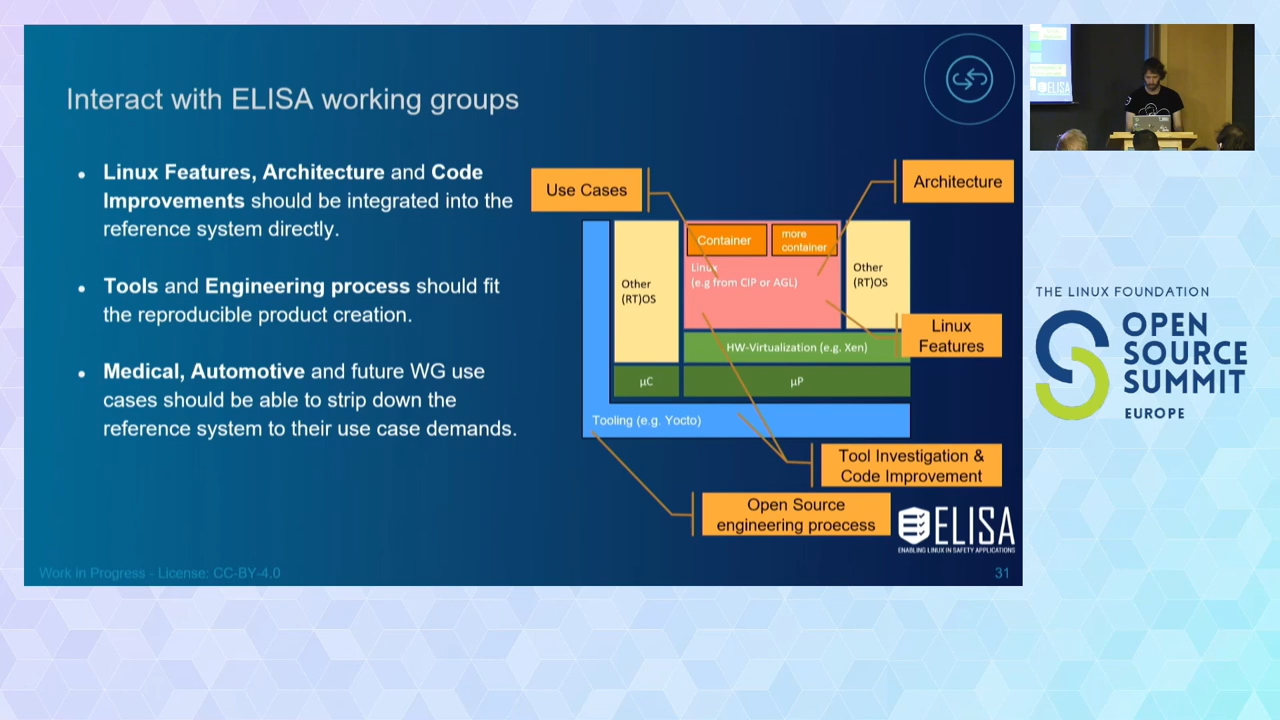 Interact with ELISA working groups
Linux Features, Architecture and Code
Improvements should be integrated into the
reference system directly.
Tools and Engineering process should fit
the reproducible product creation.
Medical, Automotive and future WG use
cases should be able to strip down the
reference system to their use case demands.
Use Cases
Architecture
Container
more
container
Linux
(e.g from CIP or AGL)
Other
(RT)OS
Other
(RT)OS
Linux
Features
HW-Virtualization (e.g. Xen)
µC
µP
Tooling (e.g. Yocto)
Tool Investigation &
Code Improvement
Open Source
engineering proecess
ELISA
ENABLING LINUX IN SAFETY APPLICATIONS
Work in Progress - License: CC-BY-4.0
31
THE LINUX FOUNDATION
OPEN
SOURCE
SUMMIT
EUROPE